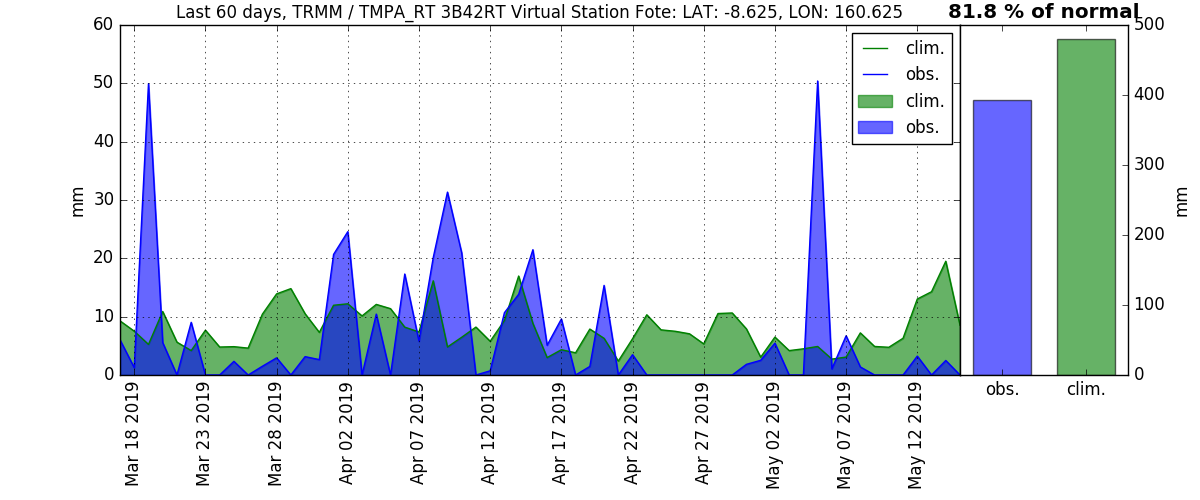 Last 60 days, TRMM / TMPA_RT 3B42RT Virtual Station Fote: LAT: -8.625, LON: 160.625
81.8 % of normal
60
50
40
30
20
10
0
mm
clim.
obs.
clim.
obs.
500
400
300
200
100
0
mm
Mar 18 2019
Mar 23 2019
Mar 28 2019
Apr 02 2019
Apr 07 2019
Apr 12 2019
Apr 17 2019
Apr 22 2019
Apr 27 2019
May 02 2019
May 07 2019
May 12 2019
obs.
clim.